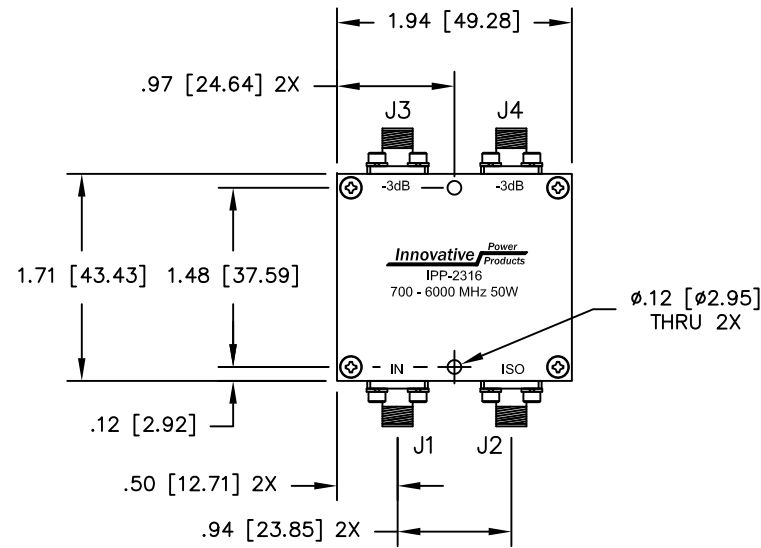 1.94 [49.28]
.97 [24.64] 2X
J3 J4
-3dB -3dB
Innovative Power Products
IPP-2316
700 - 6000 MHz 50W
1.71 [43.43] 1.48 [37.59]
ø.12 [ø2.95]
THRU 2X
IN ISO
.12 [2.92]
J1 J2
.50 [12.71] 2X
.94 [23.85] 2X